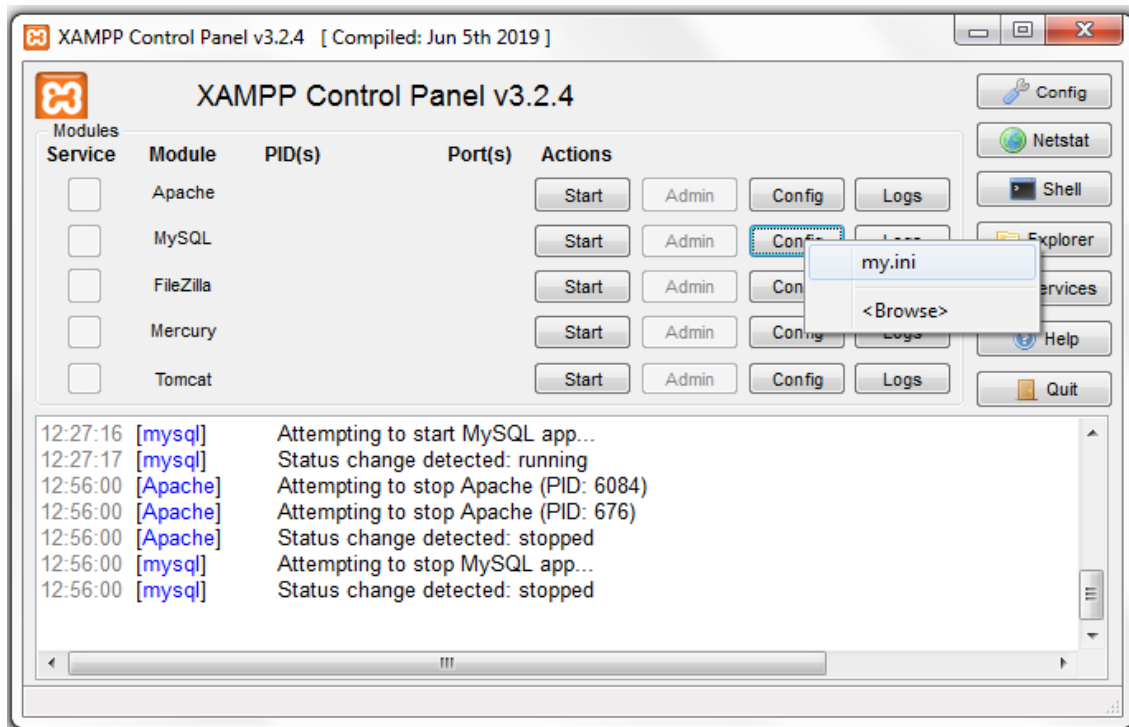 XAMPP Control Panel v3.2.4 [ Compiled: Jun 5th 2019 ]
XAMPP Control Panel v3.2.4
Config
Modules
Service Module PID(s) Port(s) Actions
Netstat
Apache Start Admin Config Logs
Shell
MySQL Start Admin Config Logs
Explorer
my.ini
FileZilla Start Admin Con
ervices
<Browse>
Mercury Start Admin Config Logs
Help
Tomcat Start Admin Config Logs
Quit
12:27:16 [mysql] Attempting to start MySQL app...
12:27:17 [mysql] Status change detected: running
12:56:00 [Apache] Attempting to stop Apache (PID: 6084)
12:56:00 [Apache] Attempting to stop Apache (PID: 676)
12:56:00 [Apache] Status change detected: stopped
12:56:00 [mysql] Attempting to stop MySQL app...
12:56:00 [mysql] Status change detected: stopped